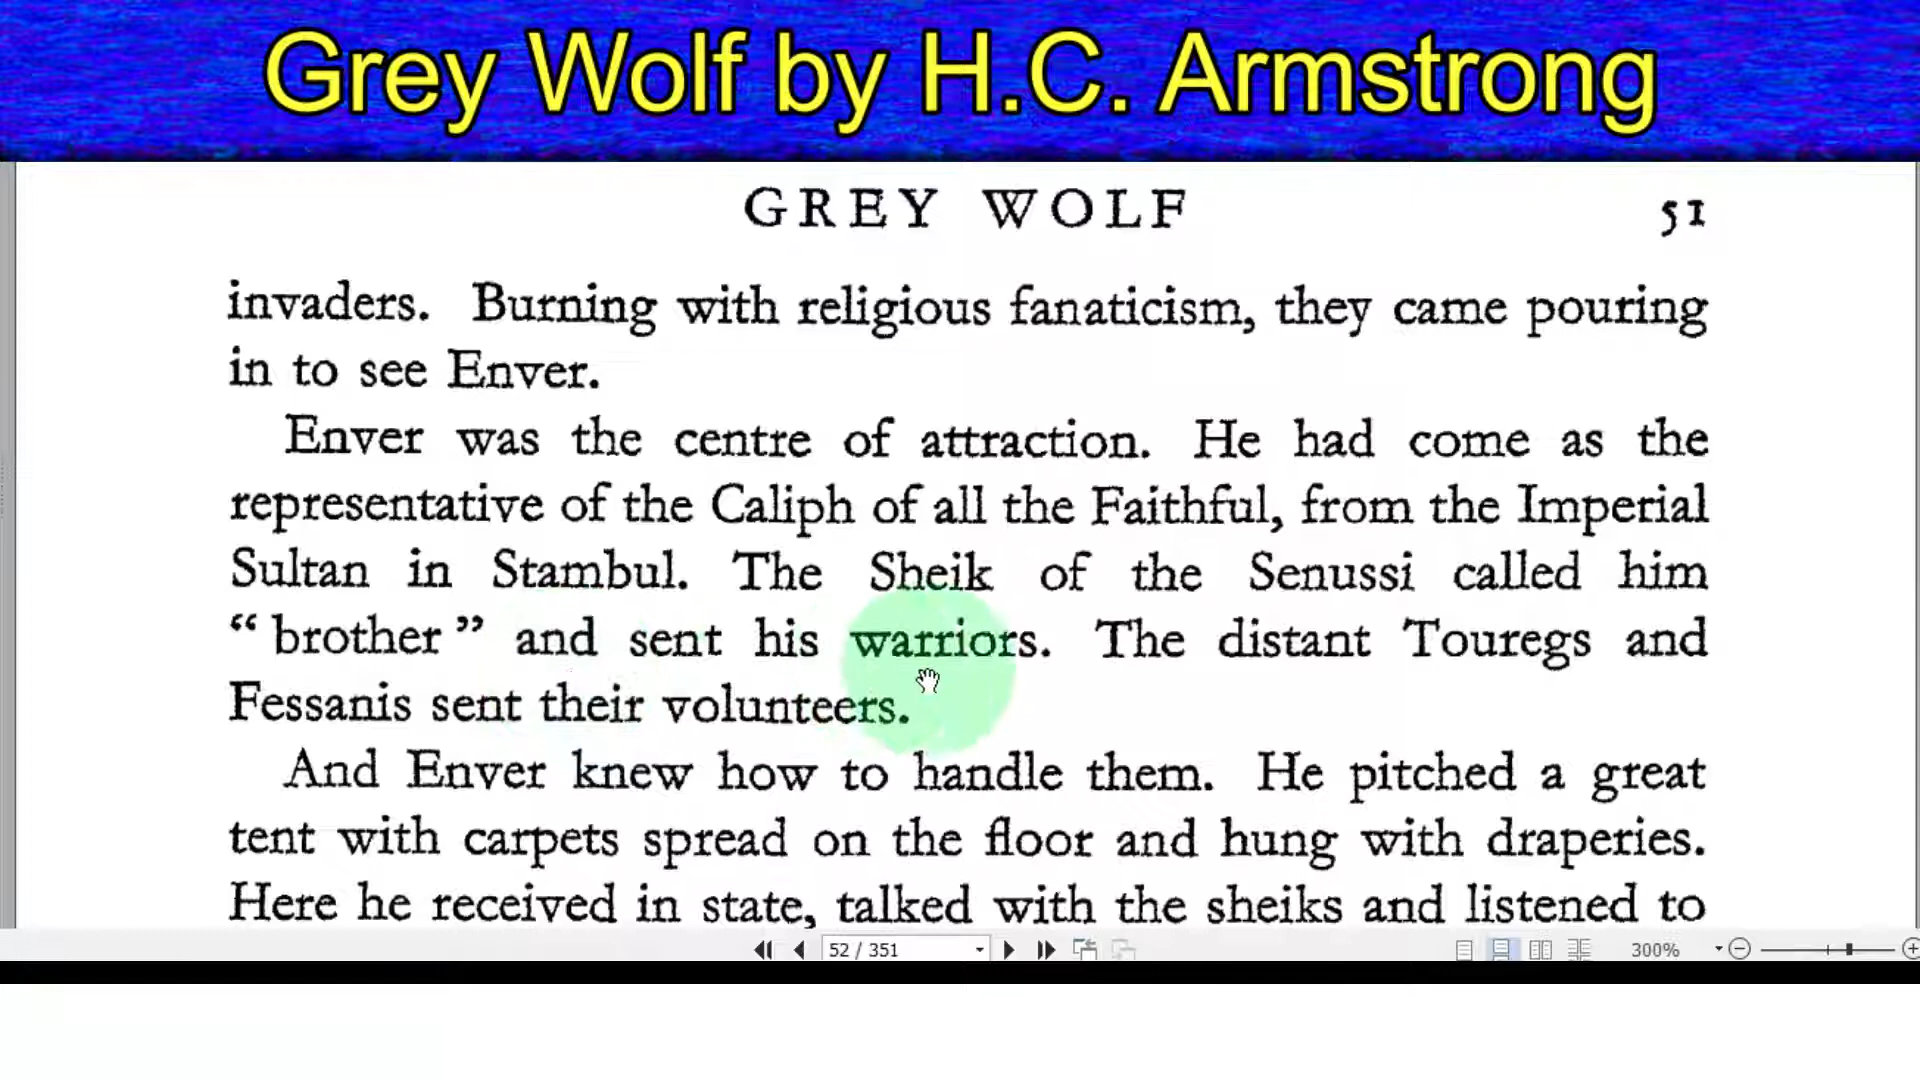 Grey Wolf by H.C. Armstrong
GREY WOLF 51
invaders. Burning with religious fanaticism, they came pouring
in to see Enver.
Enver was the centre of attraction. He had come as the
representative of the Caliph of all the Faithful, from the Imperial
Sultan in Stambul. The Sheik of the Senussi called him
“ brother ” and sent his warriors. The distant Touregs and
Fessanis sent their volunteers.
And Enver knew how to handle them. He pitched a great
tent with carpets spread on the floor and hung with draperies.
Here he received in state, talked with the sheiks and listened to
52 / 351 300%